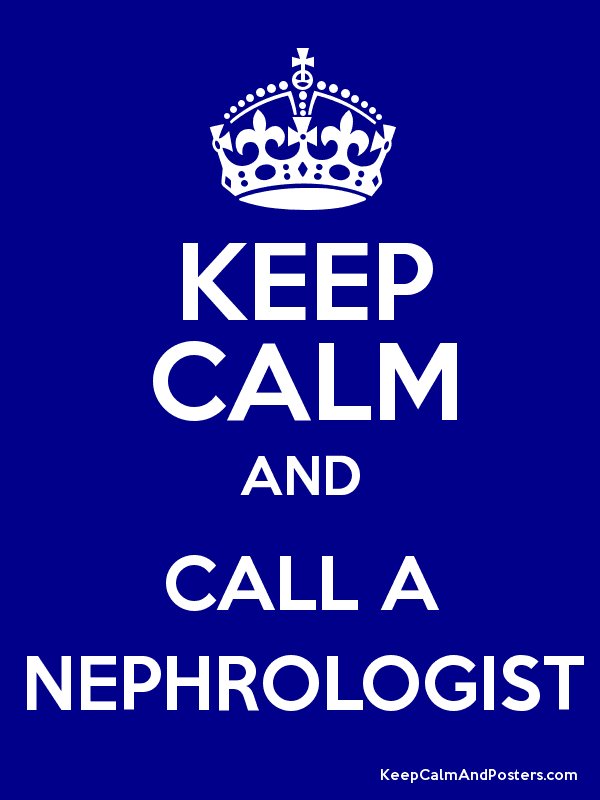 KEEP
CALM
AND
CALL A
NEPHROLOGIST
KeepCalmAndPosters.com